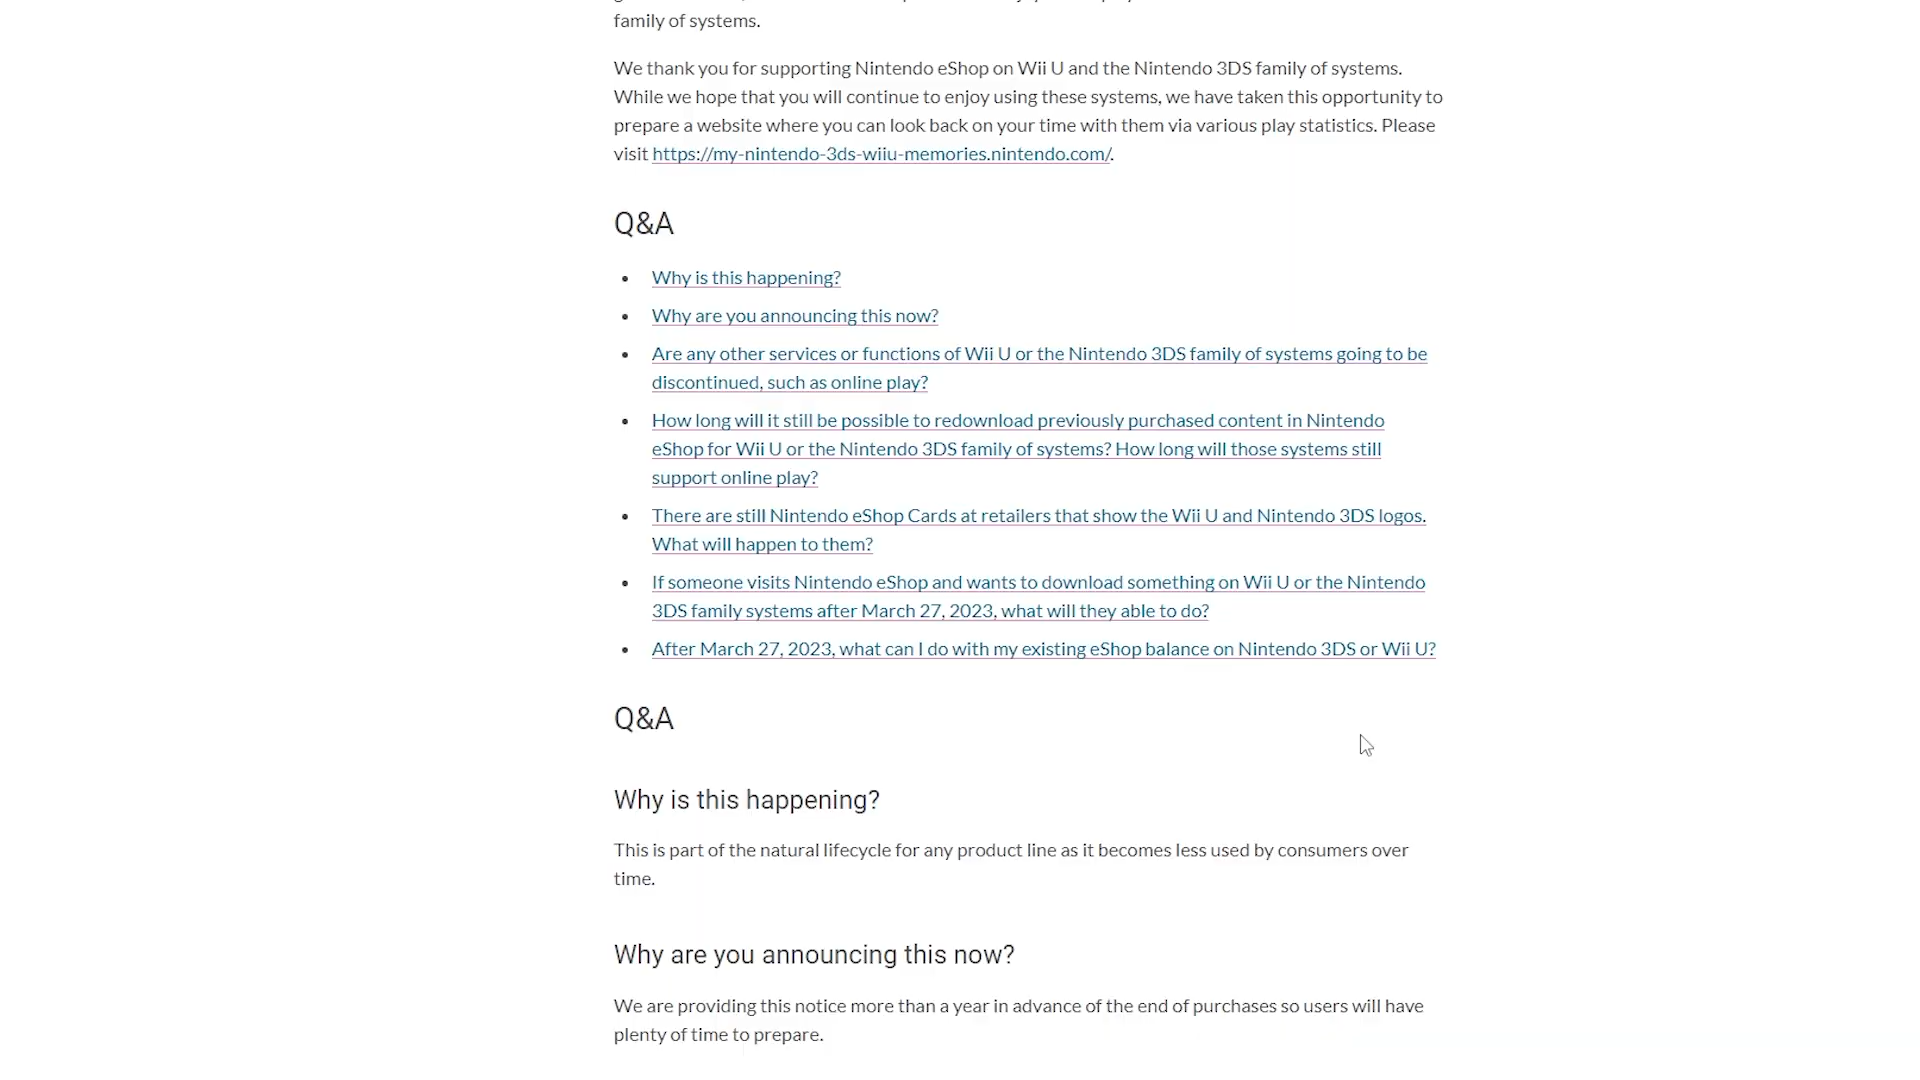 family of systems.
We thank you for supporting Nintendo eShop on Wii U and the Nintendo 3DS family of systems.
While we hope that you will continue to enjoy using these systems, we have taken this opportunity to
prepare a website where you can look back on your time with them via various play statistics. Please
visit https://my-nintendo-3ds-wiiu-memories.nintendo.com/.
Q&A
• Why is this happening?
• Why are you announcing this now?
• Are any other services or functions of Wii U or the Nintendo 3DS family of systems going to be
discontinued, such as online play?
• How long will it still be possible to redownload previously purchased content in Nintendo
eShop for Wii U or the Nintendo 3DS family of systems? How long will those systems still
support online play?
• There are still Nintendo eShop Cards at retailers that show the Wii U and Nintendo 3DS logos.
What will happen to them?
• If someone visits Nintendo eShop and wants to download something on Wii U or the Nintendo
3DS family systems after March 27, 2023, what will they able to do?
• After March 27, 2023, what can I do with my existing eShop balance on Nintendo 3DS or Wii U?
Q&A
Why is this happening?
This is part of the natural lifecycle for any product line as it becomes less used by consumers over
time.
Why are you announcing this now?
We are providing this notice more than a year in advance of the end of purchases so users will have
plenty of time to prepare.